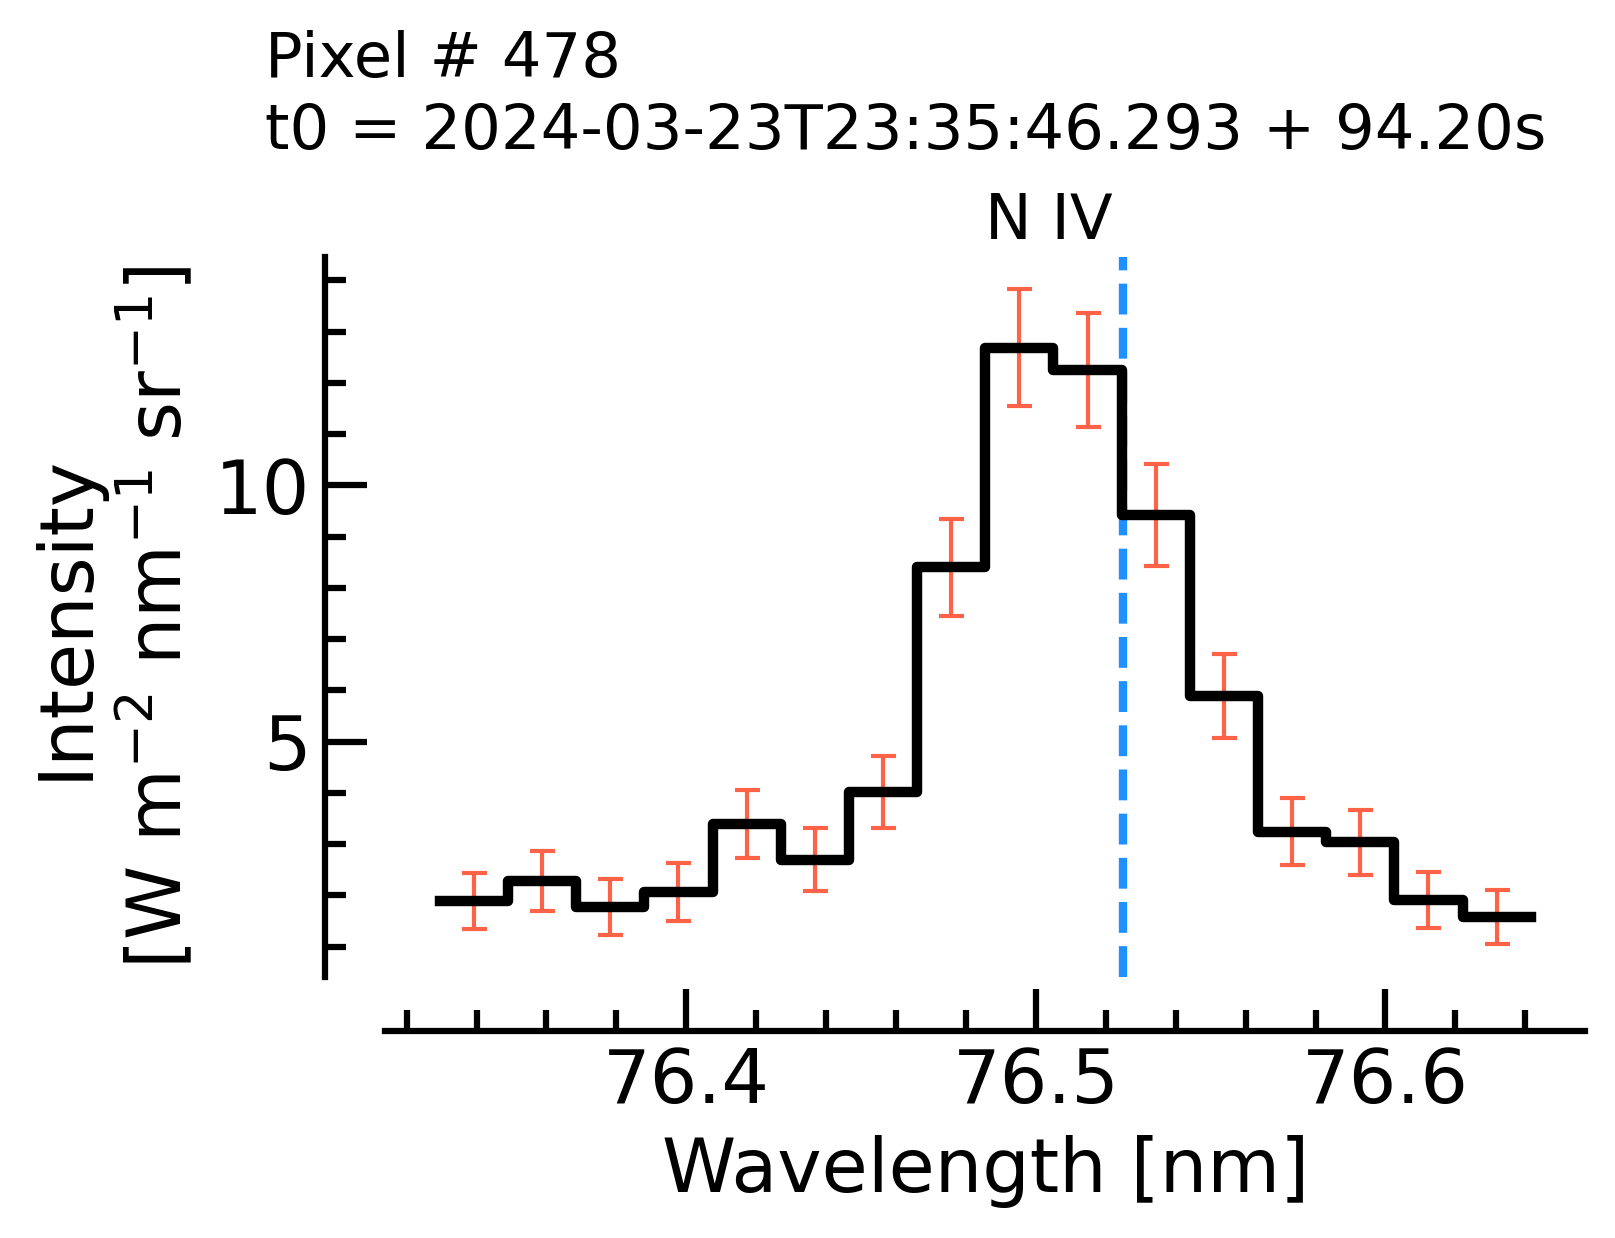 Pixel # 478
t0 = 2024-03-23T23:35:46.293 + 94.20s
N IV
Intensity
[W m⁻² nm⁻¹ sr⁻¹]
10
5
76.4 76.5 76.6
Wavelength [nm]